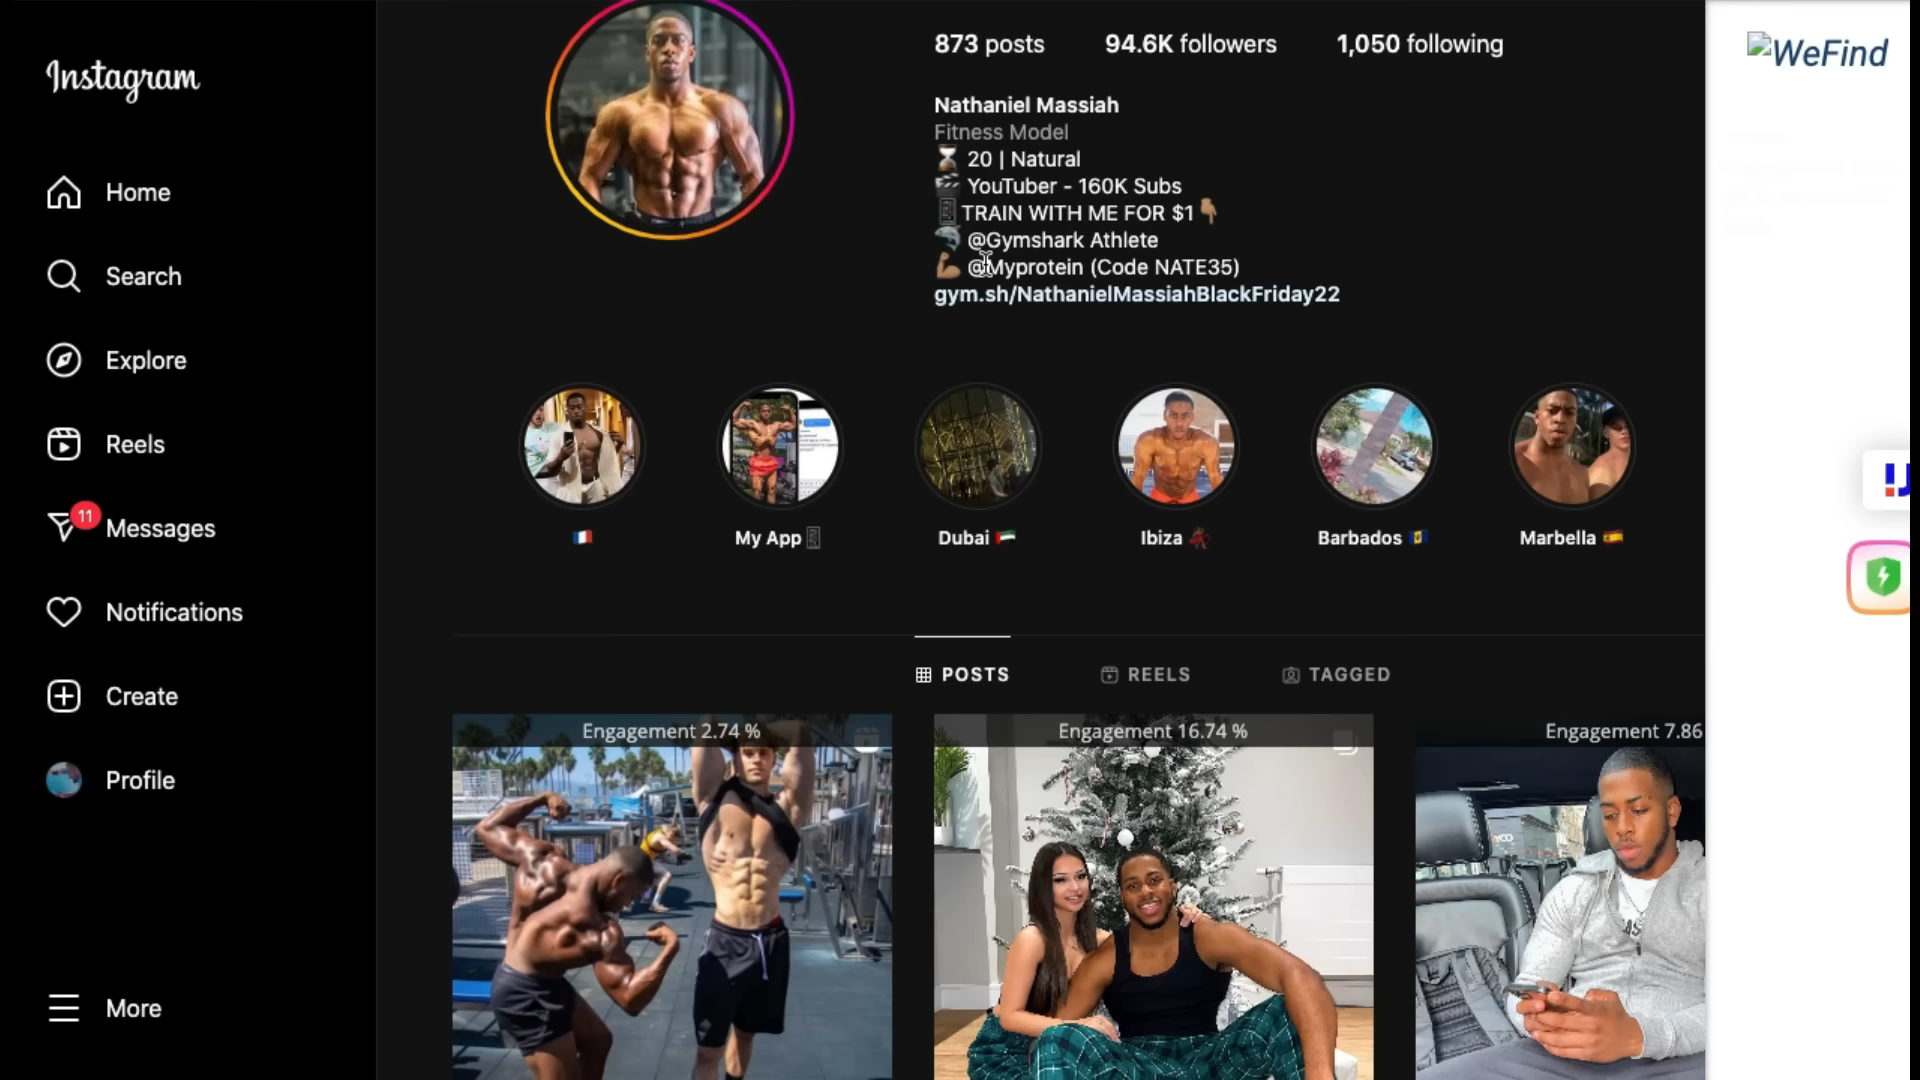 Instagram
Home
Search
Explore
Reels
11
Messages
Notifications
Create
Profile
More
873 posts 94.6K followers 1,050 following
Nathaniel Massiah
Fitness Model
20 | Natural
YouTuber - 160K Subs
TRAIN WITH ME FOR $1
@Gymshark Athlete
@Myprotein (Code NATE35)
gym.sh/NathanielMassiahBlackFriday22
My App
Dubai
Ibiza
Barbados
Marbella
POSTS REELS TAGGED
Engagement 2.74 %
Engagement 16.74 %
Engagement 7.86
WeFind